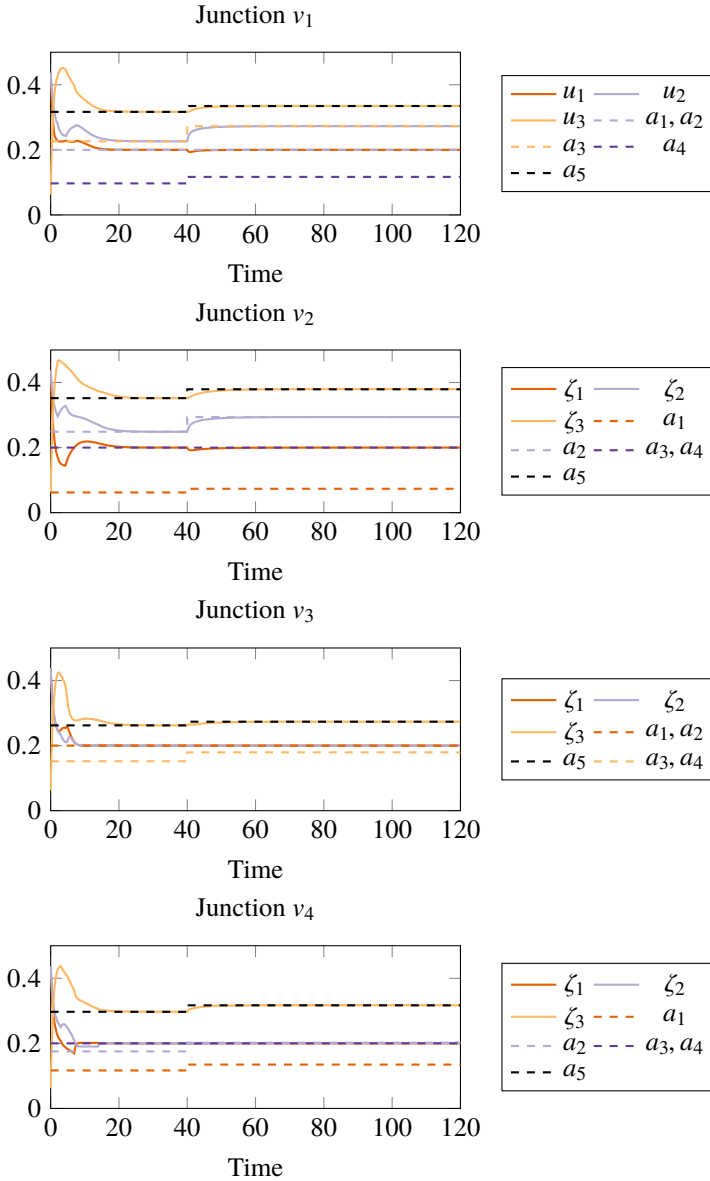 Junction v₁
0.4
0.2
0
0 20 40 60 80 100 120
Time
u₁ u₂
u₃ a₁, a₂
a₃ a₄
a₅
Junction v₂
0.4
0.2
0
0 20 40 60 80 100 120
Time
ζ₁ ζ₂
ζ₃ a₁
a₂ a₃, a₄
a₅
Junction v₃
0.4
0.2
0
0 20 40 60 80 100 120
Time
ζ₁ ζ₂
ζ₃ a₁, a₂
a₅ a₃, a₄
Junction v₄
0.4
0.2
0
0 20 40 60 80 100 120
Time
ζ₁ ζ₂
ζ₃ a₁
a₂ a₃, a₄
a₅